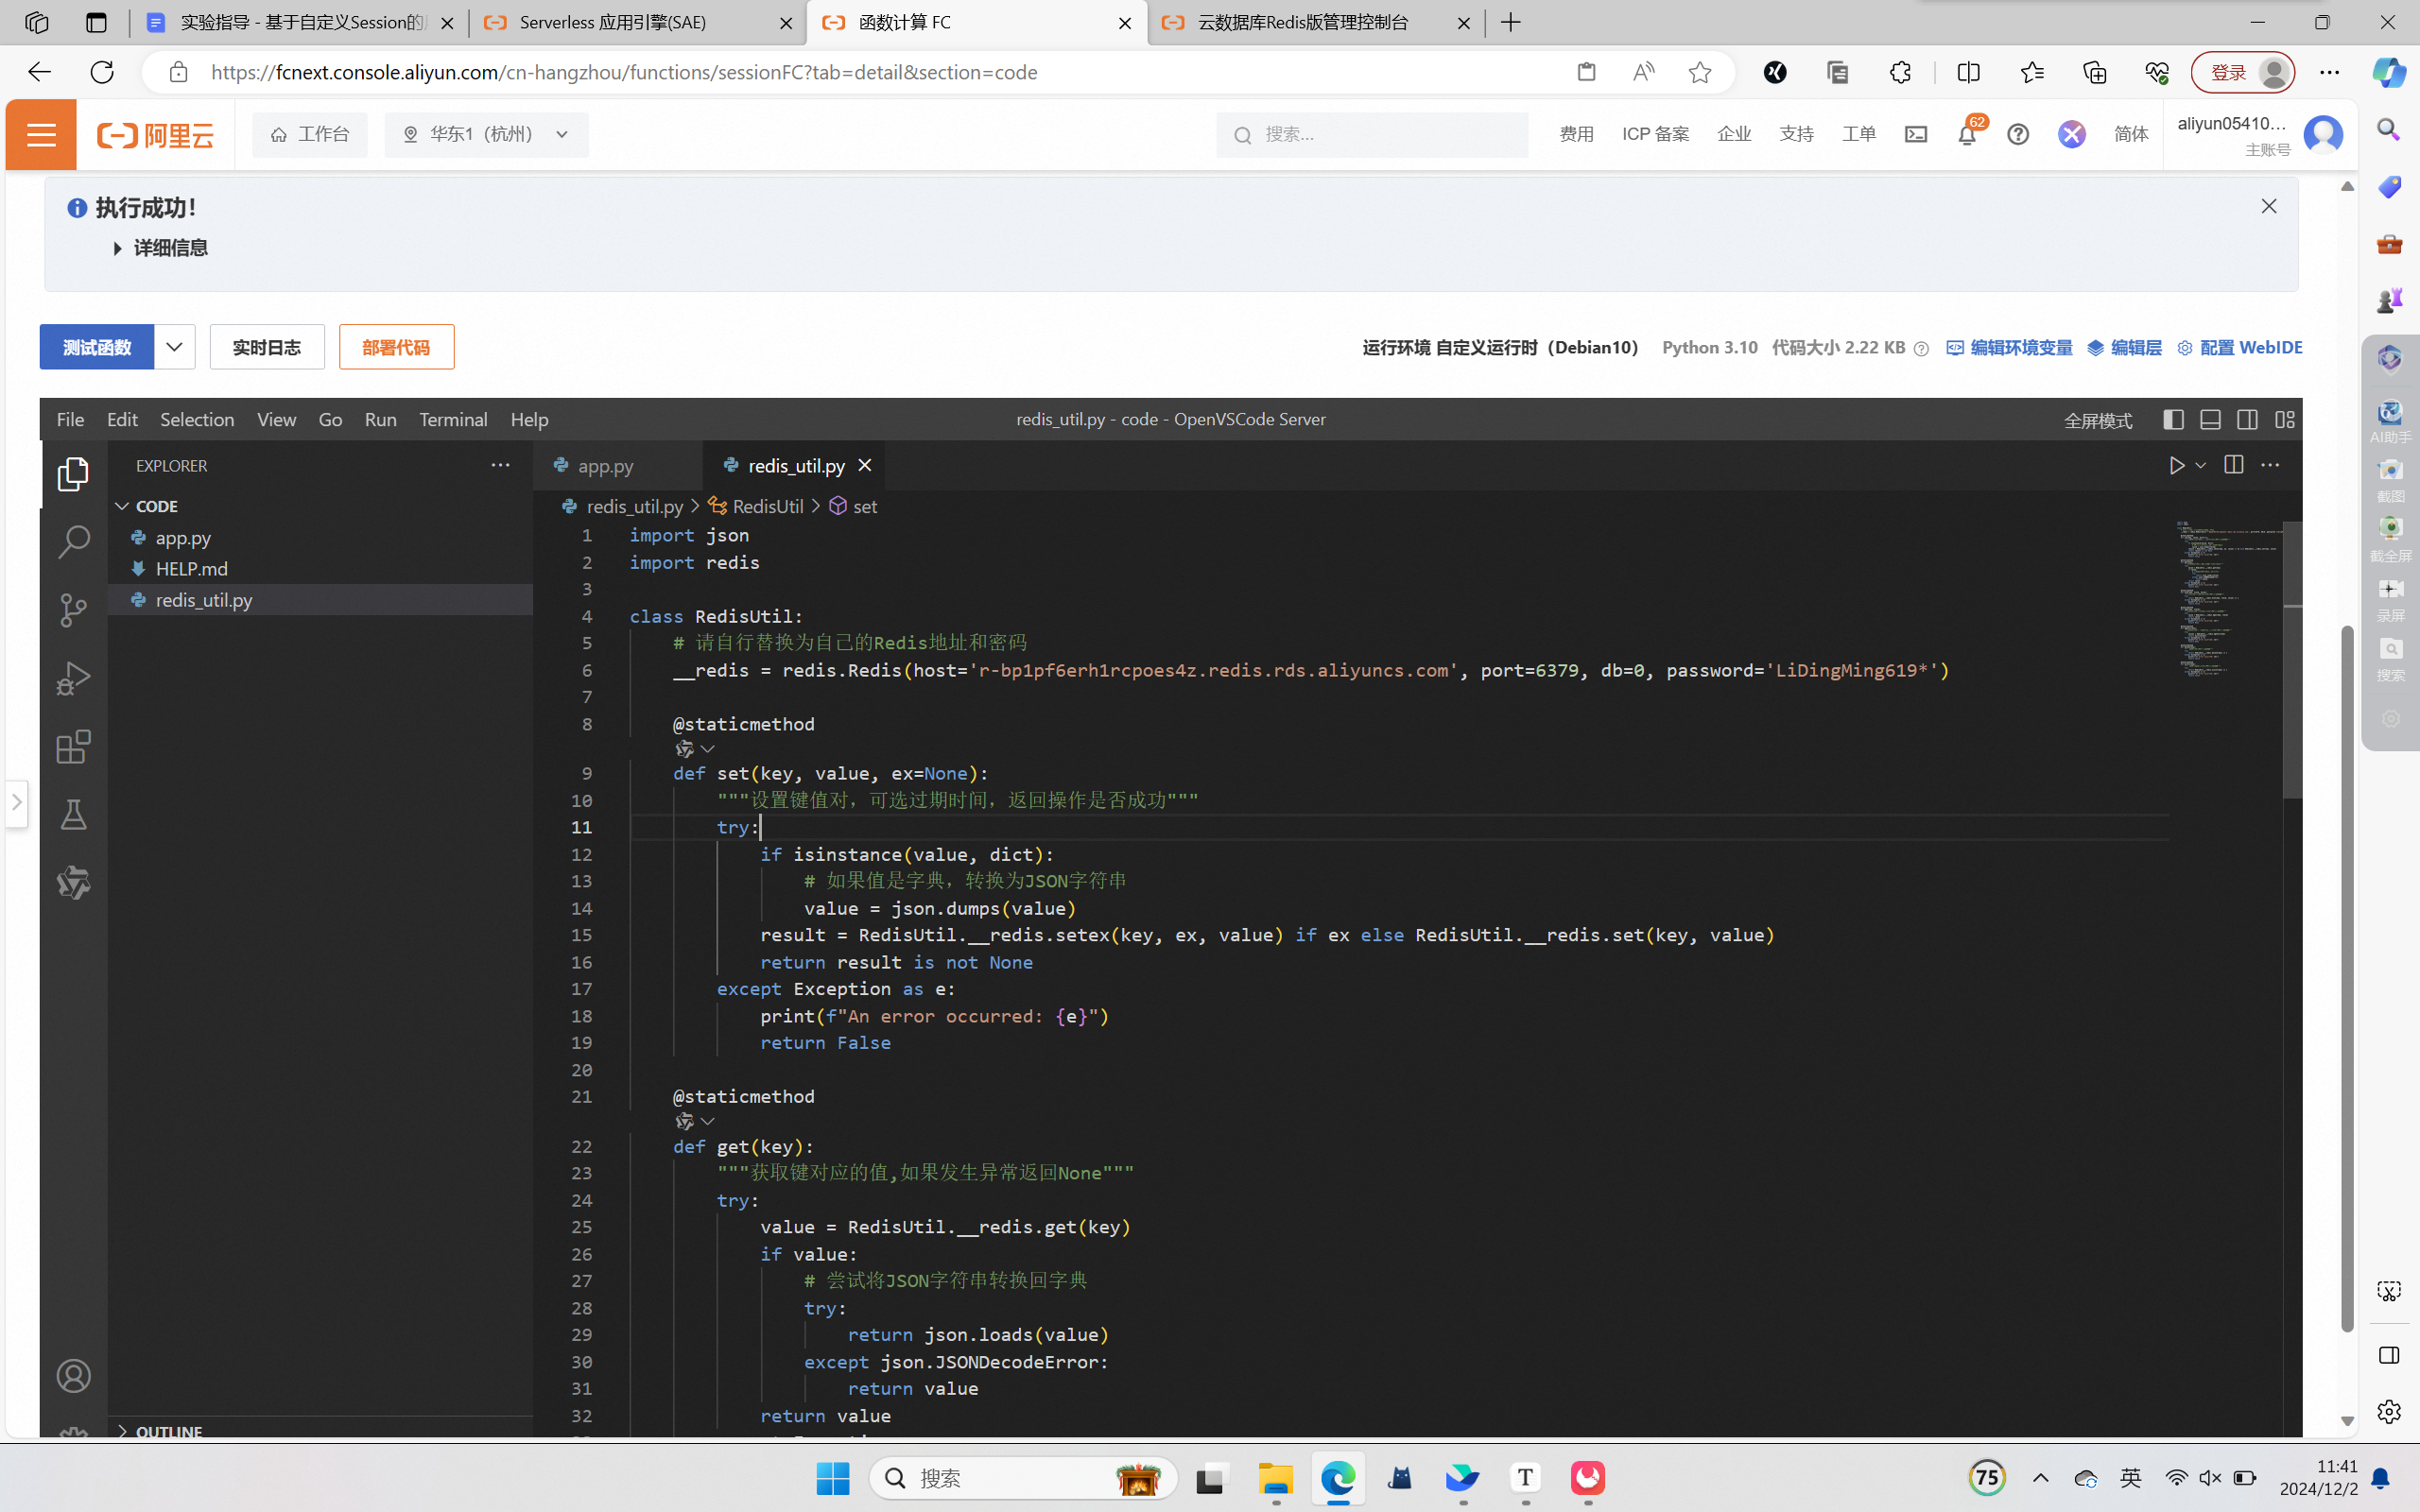 实验指导 - 基于自定义Session的
Serverless 应用引擎(SAE)
函数计算 FC
云数据库Redis版管理控制台
https://fcnext.console.aliyun.com/cn-hangzhou/functions/sessionFC?tab=detail&section=code
登录
阿里云
工作台
华东1（杭州）
搜索...
费用
ICP 备案
企业
支持
工单
62
简体
aliyun05410...
主账号
执行成功！
详细信息
测试函数
实时日志
部署代码
运行环境 自定义运行时（Debian10）
Python 3.10
代码大小 2.22 KB
编辑环境变量
编辑层
配置 WebIDE
AI助手
截图
截全屏
录屏
搜索
File Edit Selection View Go Run Terminal Help
redis_util.py - code - OpenVSCode Server
全屏模式
EXPLORER
app.py
redis_util.py
CODE
app.py
HELP.md
redis_util.py
OUTLINE
redis_util.py > RedisUtil > set
1 import json
2 import redis
3
4 class RedisUtil:
5 # 请自行替换为自己的Redis地址和密码
6 __redis = redis.Redis(host='r-bp1pf6erh1rcpoes4z.redis.rds.aliyuncs.com', port=6379, db=0, password='LiDingMing619*')
7
8 @staticmethod
9 def set(key, value, ex=None):
10 """设置键值对，可选过期时间，返回操作是否成功"""
11 try:
12 if isinstance(value, dict):
13 # 如果值是字典，转换为JSON字符串
14 value = json.dumps(value)
15 result = RedisUtil.__redis.setex(key, ex, value) if ex else RedisUtil.__redis.set(key, value)
16 return result is not None
17 except Exception as e:
18 print(f"An error occurred: {e}")
19 return False
20
21 @staticmethod
22 def get(key):
23 """获取键对应的值,如果发生异常返回None"""
24 try:
25 value = RedisUtil.__redis.get(key)
26 if value:
27 # 尝试将JSON字符串转换回字典
28 try:
29 return json.loads(value)
30 except json.JSONDecodeError:
31 return value
32 return value
搜索
75
英
11:41
2024/12/2